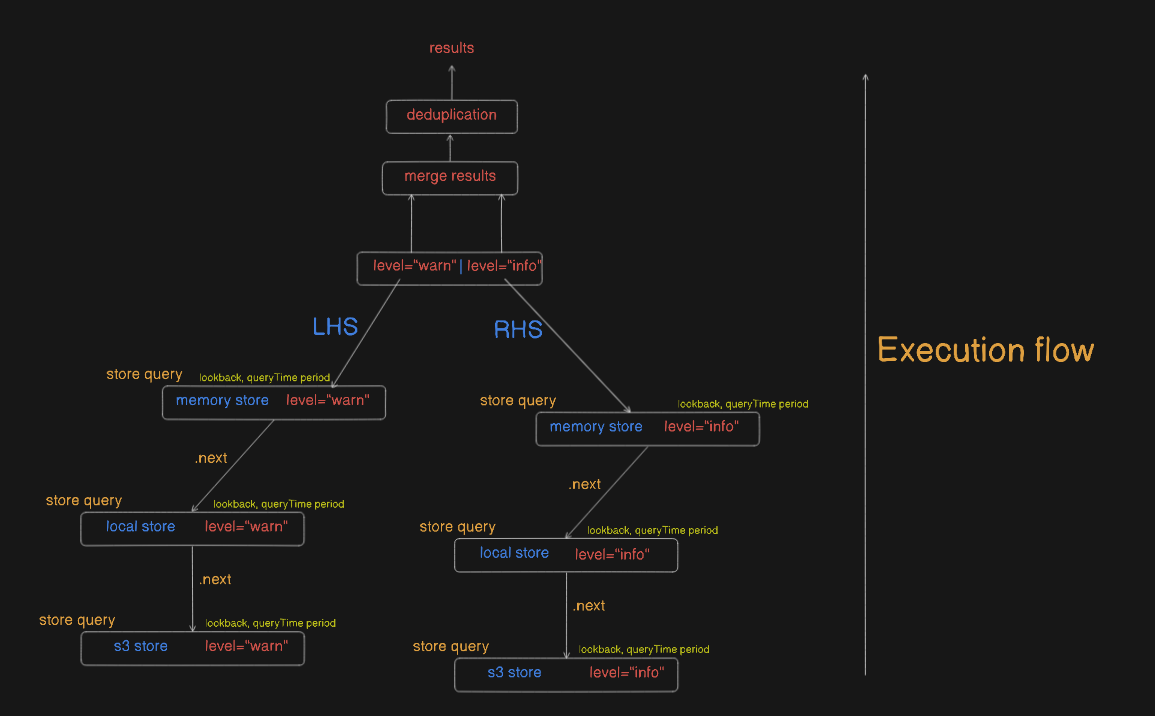 results
deduplication
merge results
level="warn" | level="info"
LHS
RHS
Execution flow
store query
lookback, queryTime period
memory store level="warn"
.next
store query
lookback, queryTime period
local store level="warn"
.next
store query
lookback, queryTime period
s3 store level="warn"
store query
lookback, queryTime period
memory store level="info"
.next
store query
lookback, queryTime period
local store level="info"
.next
store query
lookback, queryTime period
s3 store level="info"